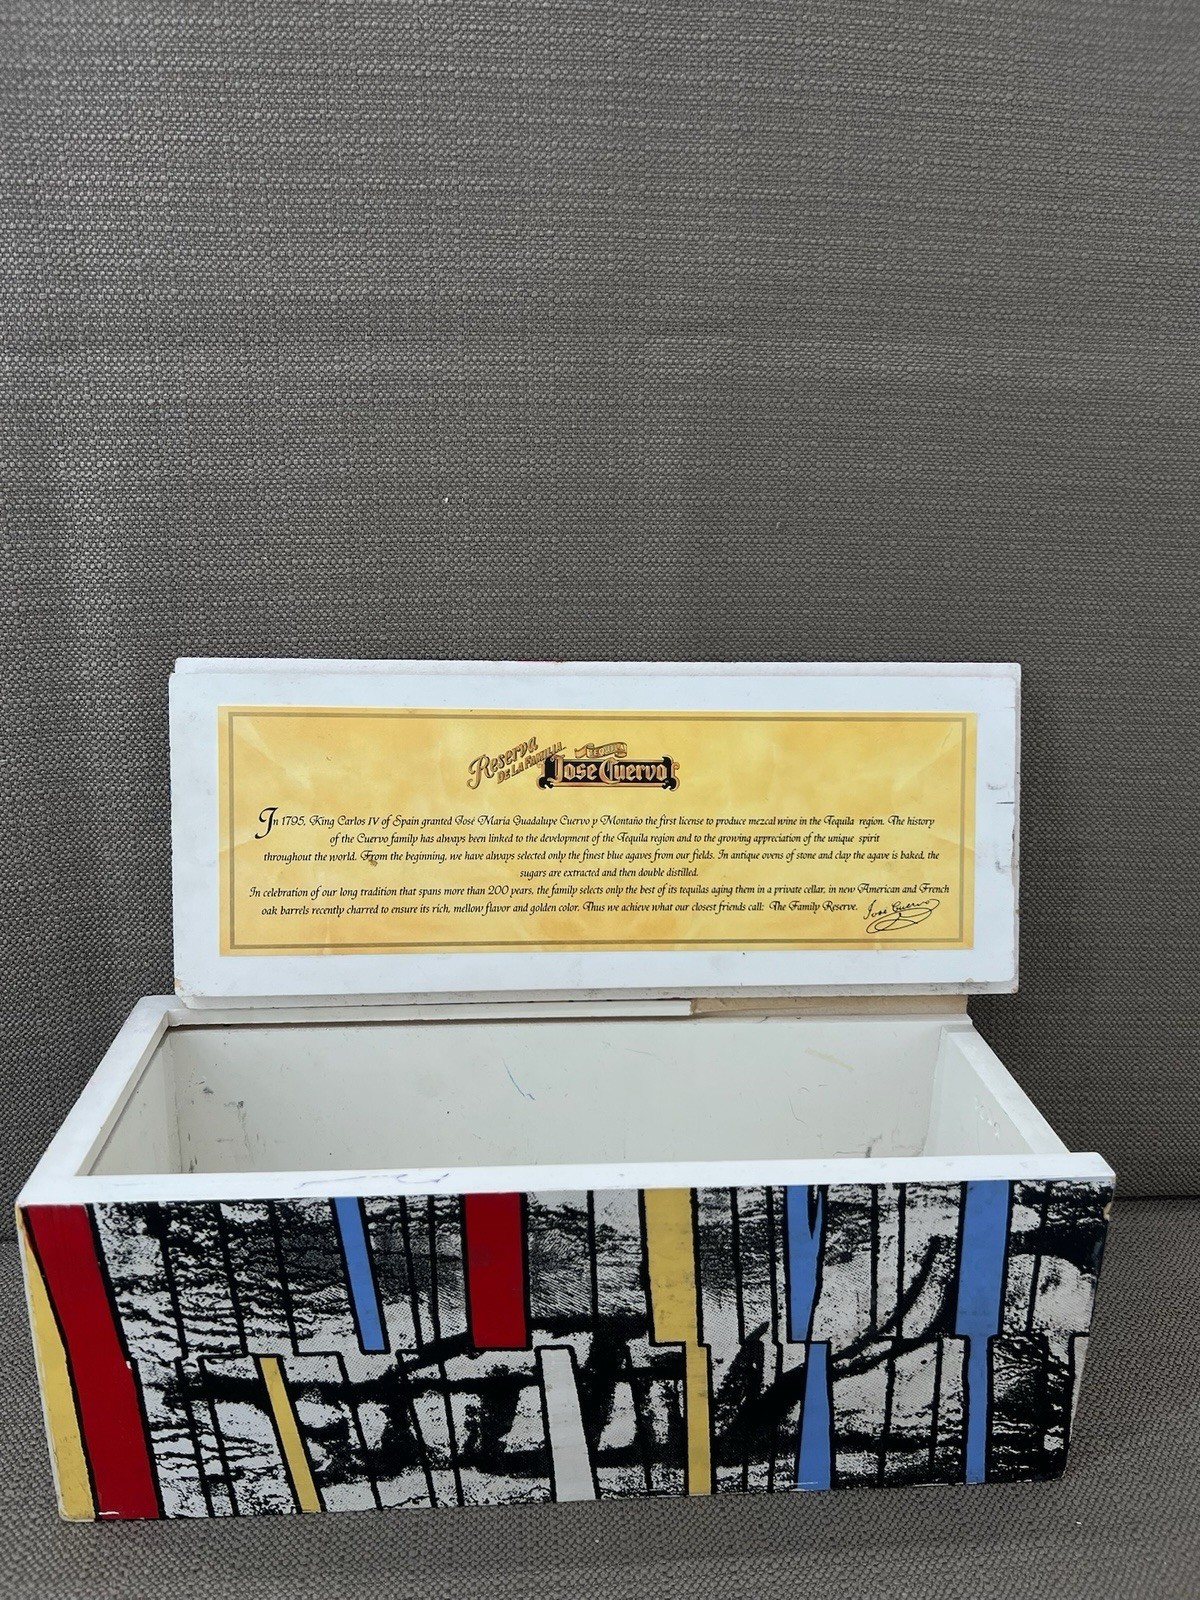 Reserva
DE LA FAMILIA
TEQUILA
Jose Cuervo
In 1795, King Carlos IV of Spain granted José María Guadalupe Cuervo y Montaño the first license to produce mezcal wine in the Tequila region. The history
of the Cuervo family has always been linked to the development of the Tequila region and to the growing appreciation of the unique spirit
throughout the world. From the beginning, we have always selected only the finest blue agaves from our fields. In antique ovens of stone and clay the agave is baked, the
sugars are extracted and then double distilled.
In celebration of our long tradition that spans more than 200 years, the family selects only the best of its tequilas aging them in a private cellar, in new American and French
oak barrels recently charred to ensure its rich, mellow flavor and golden color. Thus we achieve what our closest friends call: The Family Reserve. Jose Cuervo